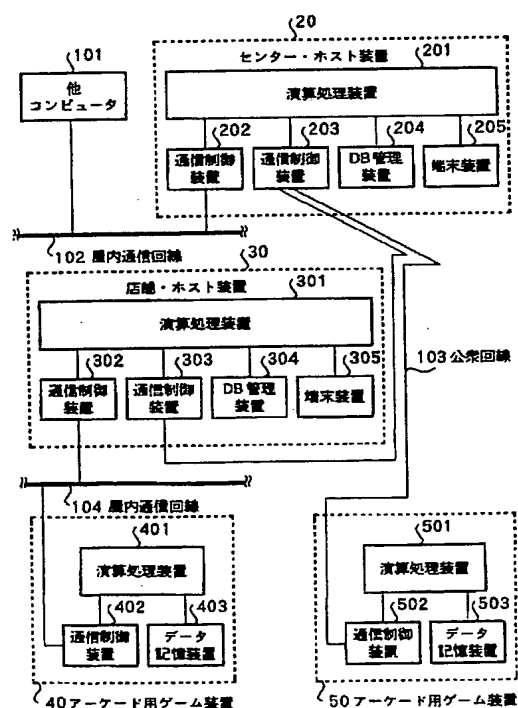 20
101
センター・ホスト装置
201
他
コンピュータ
演算処理装置
202
203
204
205
通信制御
装置
通信制御
装置
DB管理
装置
端末装置
102 屋内通信回線
30
店舗・ホスト装置
301
演算処理装置
302
303
304
305
103 公衆回線
通信制御
装置
通信制御
装置
DB管理
装置
端末装置
104 屋内通信回線
401
演算処理装置
402
403
通信制御
装置
データ
記憶装置
40 アーケード用ゲーム装置
501
演算処理装置
502
503
通信制御
装置
データ
記憶装置
50 アーケード用ゲーム装置